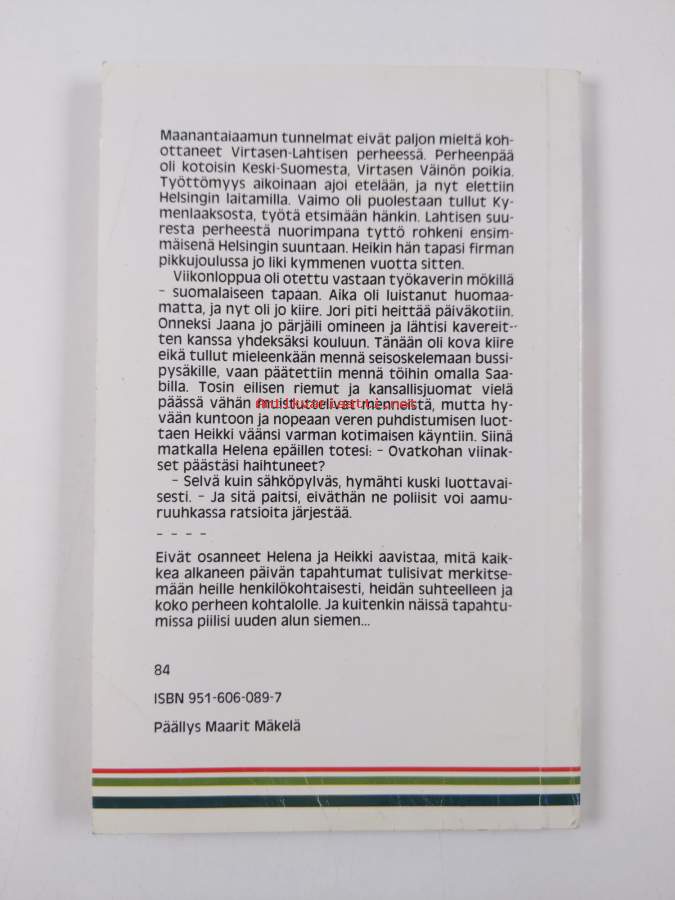 Maanantaiaamun tunnelmat eivät paljon mieltä koh-
ottaneet Virtasen-Lahtisen perheessä. Perheenpää
oli kotoisin Keski-Suomesta, Virtasen Väinön poikia.
Työttömyys aikoinaan ajoi etelään, ja nyt elettiin
Helsingin laitamilla. Vaimo oli puolestaan tullut Ky-
menlaaksosta, työtä etsimään hänkin. Lahtisen suu-
resta perheestä nuorimpana tyttö rohkeni ensim-
mäisenä Helsingin suuntaan. Heikin hän tapasi firman
pikkujoulussa jo liki kymmenen vuotta sitten.
Viikonloppua oli otettu vastaan työkaverin mökillä
– suomalaiseen tapaan. Aika oli luistanut huomaa-
matta, ja nyt oli jo kiire. Jori piti heittää päiväkotiin.
Onneksi Jaana jo pärjäili omineen ja lähtisi kavereit-
ten kanssa yhdeksäksi kouluun. Tänään oli kova kiire
eikä tullut mieleenkään mennä seisoskelemaan bussi-
pysäkille, vaan päätettiin mennä töihin omalla Saa-
billa. Tosin eilisen riemut ja kansallisjuomat vielä
päässä vähän muistuttelivat menneistä, mutta hy-
vään kuntoon ja nopeaan veren puhdistumisen luot-
taen Heikki väänsi varman kotimaisen käyntiin. Siinä
matkalla Helena epäillen totesi: – Ovatkohan viinak-
set päästäsi haihtuneet?
– Selvä kuin sähköpylväs, hymähti kuski luottavai-
sesti. – Ja sitä paitsi, eiväthän ne poliisit voi aamu-
ruuhkassa ratsioita järjestää.
– – – –
Eivät osanneet Helena ja Heikki aavistaa, mitä kaik-
kea alkaneen päivän tapahtumat tulisivat merkitse-
mään heille henkilökohtaisesti, heidän suhteelleen ja
koko perheen kohtalolle. Ja kuitenkin näissä tapahtu-
missa piilisi uuden alun siemen...
84
ISBN 951-606-089-7
Päällys Maarit Mäkelä